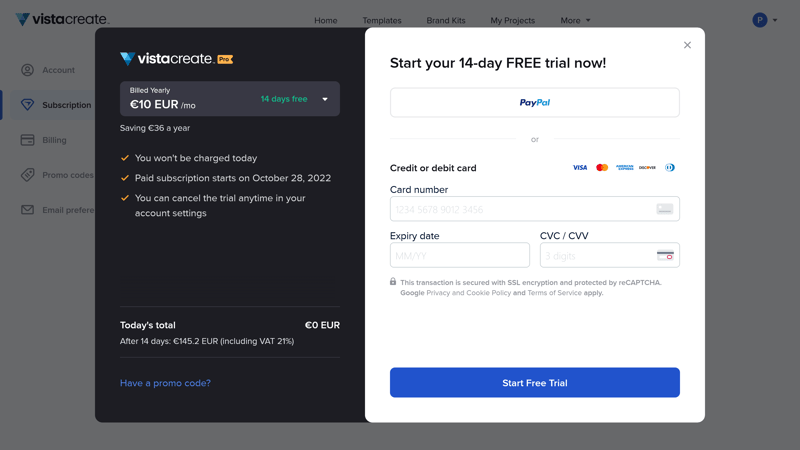 vistacreate
Home
Templates
Brand Kits
My Projects
More
P
Account
Subscription
Billing
Promo codes
Email prefere
vistacreate Pro
Billed Yearly
€10 EUR /mo
14 days free
Saving €36 a year
You won't be charged today
Paid subscription starts on October 28, 2022
You can cancel the trial anytime in your
account settings
Today's total €0 EUR
After 14 days: €145.2 EUR (including VAT 21%)
Have a promo code?
Start your 14-day FREE trial now!
PayPal
or
Credit or debit card
VISA
AMERICAN EXPRESS
DISCOVER
Card number
1234 5678 9012 3456
Expiry date
MM/YY
CVC / CVV
3 digits
This transaction is secured with SSL encryption and protected by reCAPTCHA.
Google Privacy and Cookie Policy and Terms of Service apply.
Start Free Trial